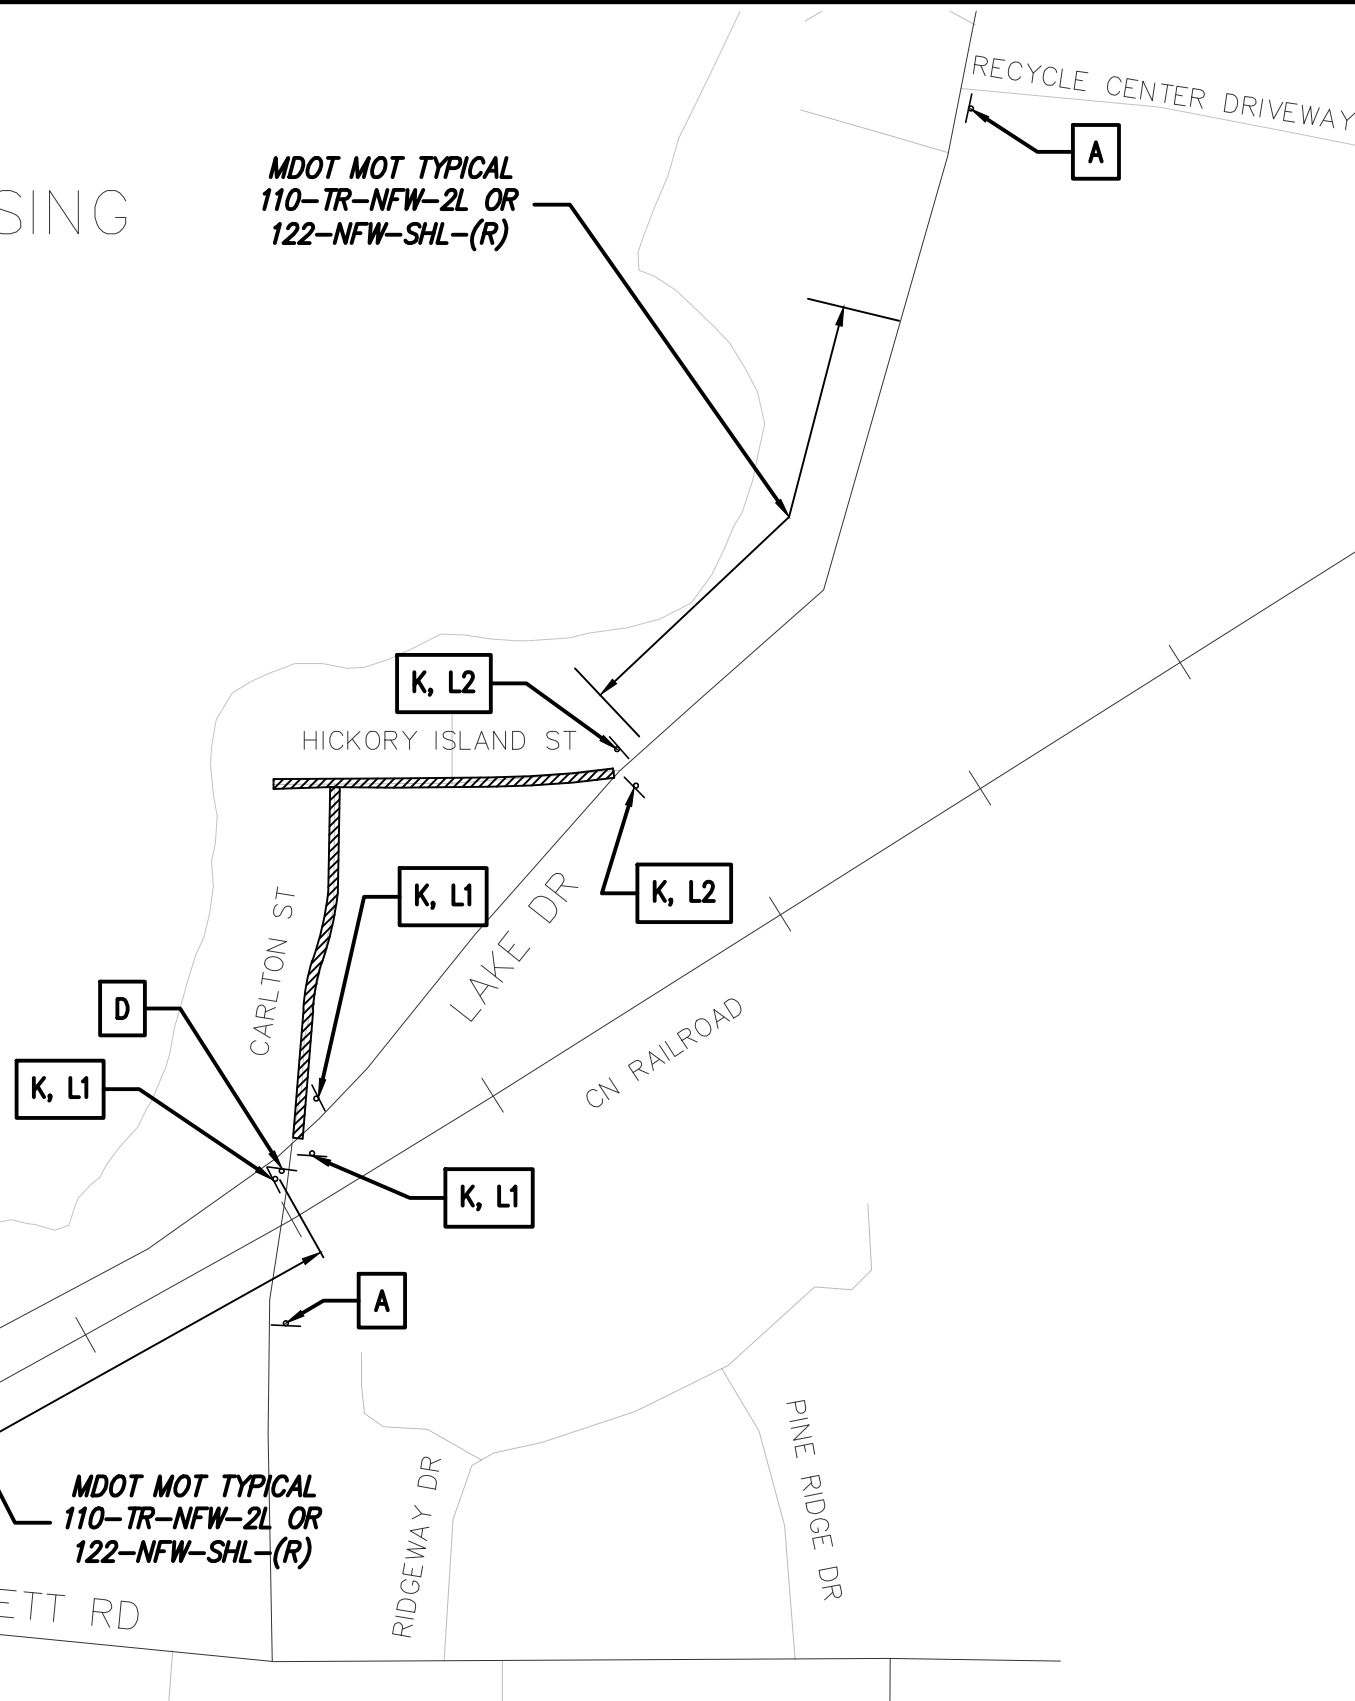 RECYCLE CENTER DRIVEWAY
A
MDOT MOT TYPICAL
110-TR-NFW-2L OR
122-NFW-SHL-(R)
SING
K, L2
HICKORY ISLAND ST
K, L1
K, L2
LAKE DR
CARLTON ST
D
CN RAILROAD
K, L1
K, L1
A
MDOT MOT TYPICAL
110-TR-NFW-2L OR
122-NFW-SHL-(R)
RIDGEWAY DR
PINE RIDGE DR
ETT RD